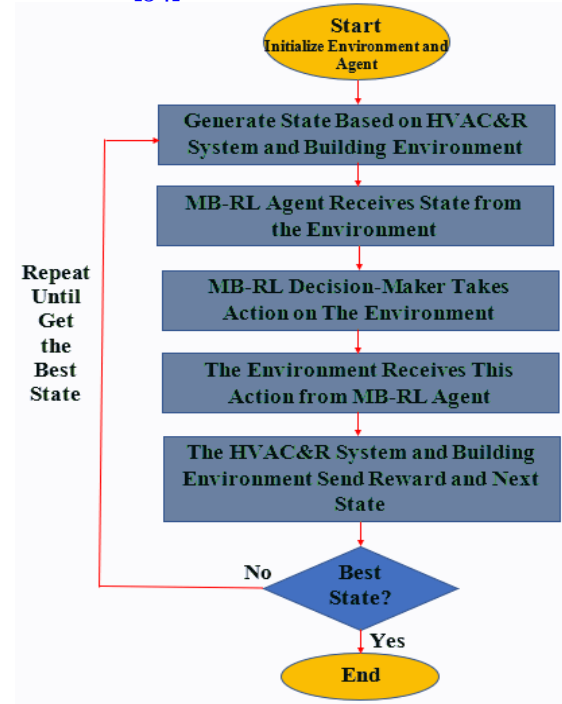 Start
Initialize Environment and
Agent
Generate State Based on HVAC&R
System and Building Environment
MB-RL Agent Receives State from
the Environment
MB-RL Decision-Maker Takes
Action on The Environment
The Environment Receives This
Action from MB-RL Agent
The HVAC&R System and Building
Environment Send Reward and Next
State
Best
State?
No
Yes
End
Repeat
Until
Get
the
Best
State